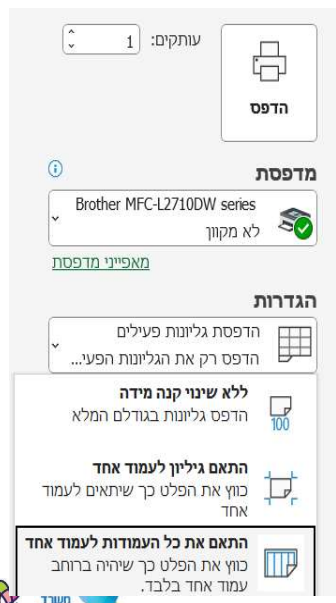 עותקים: 1
הדפס
מדפסת
Brother MFC-L2710DW series
לא מקוון
מאפייני מדפסת
הגדרות
הדפסת גליונות פעילים
הדפס רק את הגליונות הפעי...
ללא שינוי קנה מידה
הדפס גליונות בגודלם המלא
100
התאם גיליון לעמוד אחד
כווץ את הפלט כך שיתאים לעמוד
אחד
התאם את כל העמודות לעמוד אחד
כווץ את הפלט כך שיהיה ברוחב
עמוד אחד בלבד.
משרד